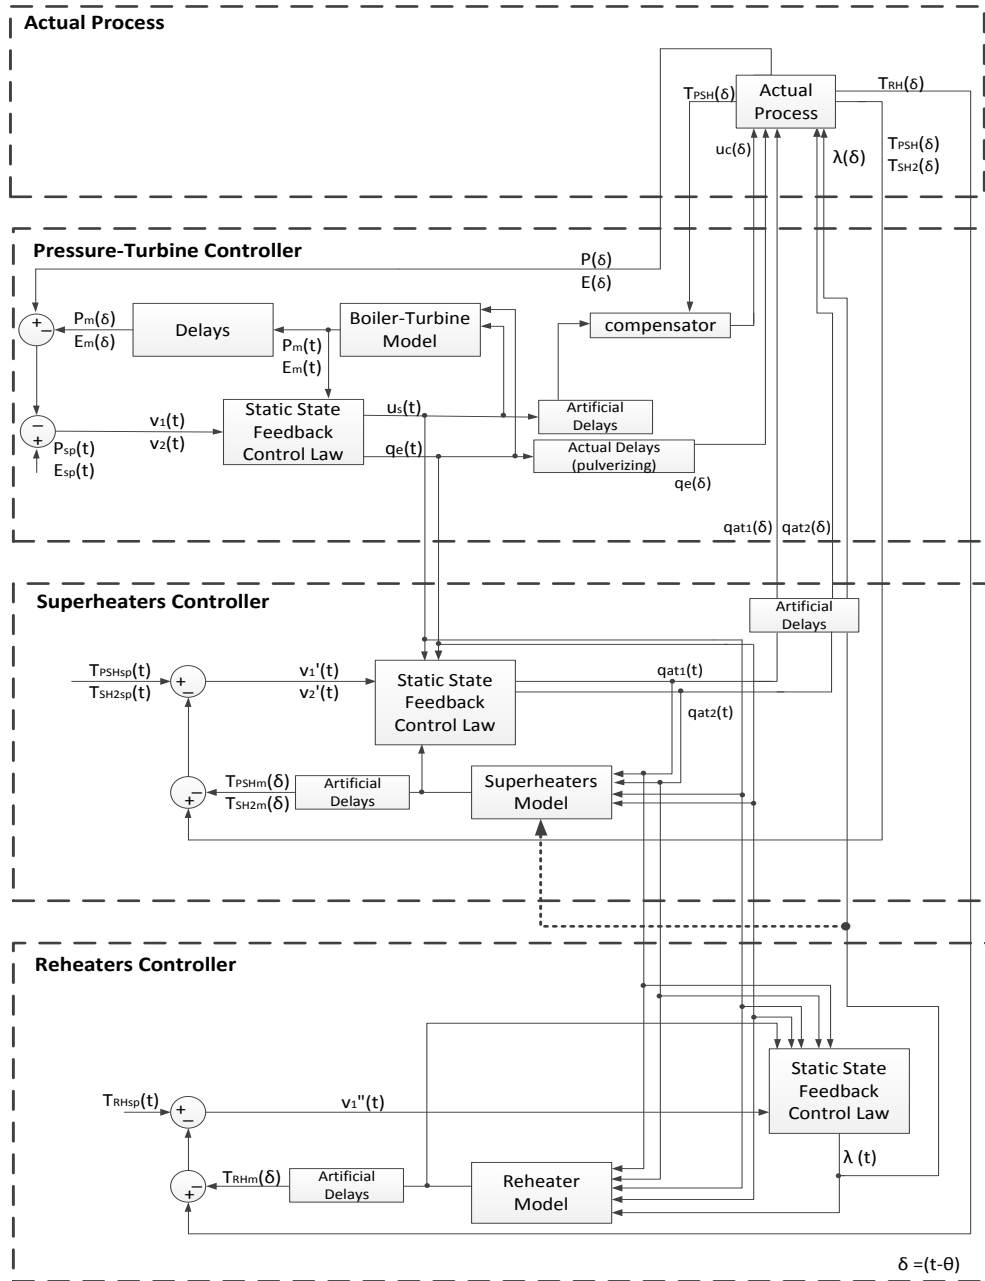 Actual Process
Actual
Process
TPSH(δ)
TRH(δ)
uc(δ)
λ(δ)
TPSH(δ)
TSH2(δ)
Pressure-Turbine Controller
P(δ)
E(δ)
+
−
Pm(δ)
Em(δ)
Delays
Boiler-Turbine
Model
Pm(t)
Em(t)
compensator
−
+
Psp(t)
Esp(t)
v1(t)
v2(t)
Static State
Feedback
Control Law
us(t)
qe(t)
Artificial
Delays
Actual Delays
(pulverizing)
qe(δ)
qat1(δ)
qat2(δ)
Superheaters Controller
Artificial
Delays
TPSHsp(t)
TSH2sp(t)
+
−
v1'(t)
v2'(t)
Static State
Feedback
Control Law
qat1(t)
qat2(t)
+
−
TPSHm(δ)
TSH2m(δ)
Artificial
Delays
Superheaters
Model
Reheaters Controller
Static State
Feedback
Control Law
TRHsp(t)
+
−
v1''(t)
λ (t)
+
−
TRHm(δ)
Artificial
Delays
Reheater
Model
δ =(t-θ)